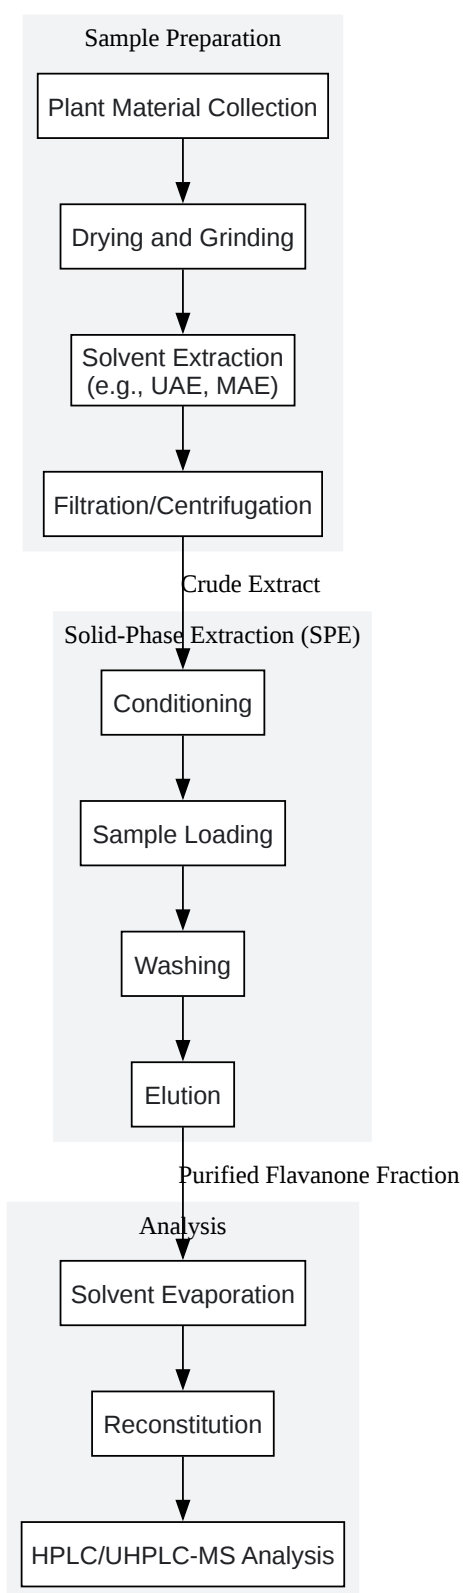 Sample Preparation
Plant Material Collection
Drying and Grinding
Solvent Extraction
(e.g., UAE, MAE)
Filtration/Centrifugation
Crude Extract
Solid-Phase Extraction (SPE)
Conditioning
Sample Loading
Washing
Elution
Purified Flavanone Fraction
Analysis
Solvent Evaporation
Reconstitution
HPLC/UHPLC-MS Analysis